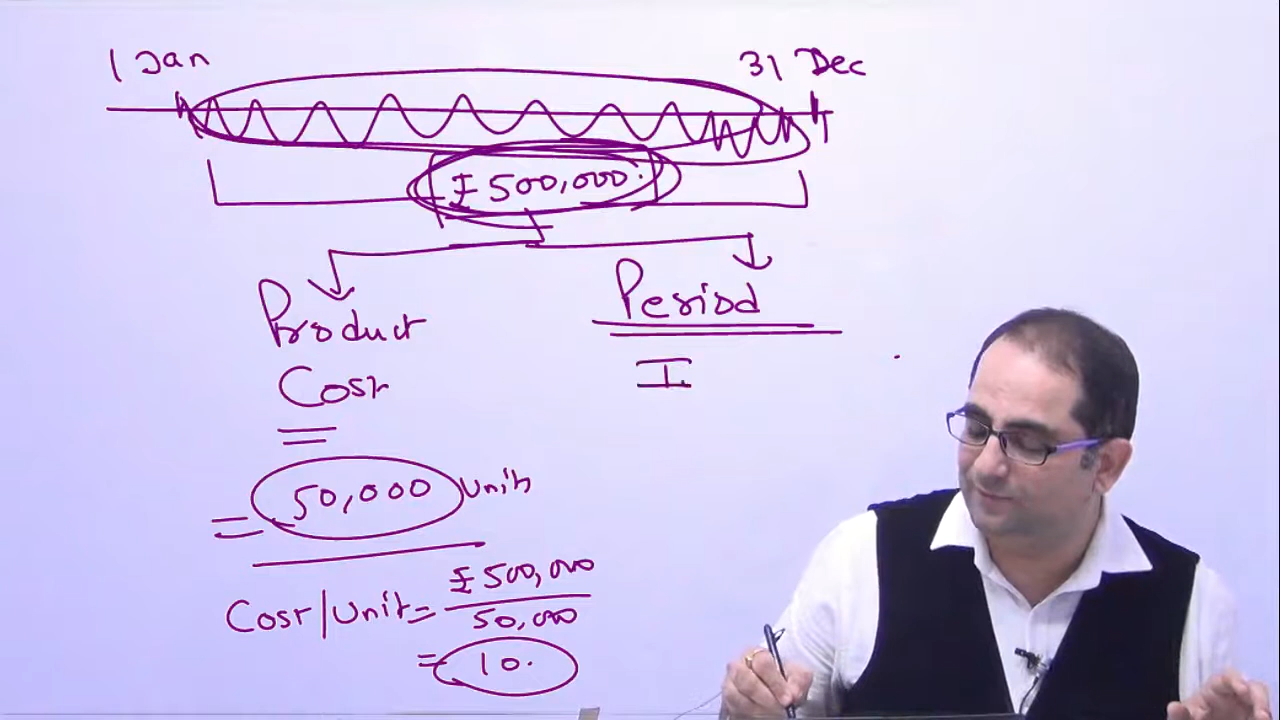 1 Jan
31 Dec
£500,000.
Product
Cost
Period
I
= 50,000 Units
Cost/Unit = £500,000
50,000
= 10.